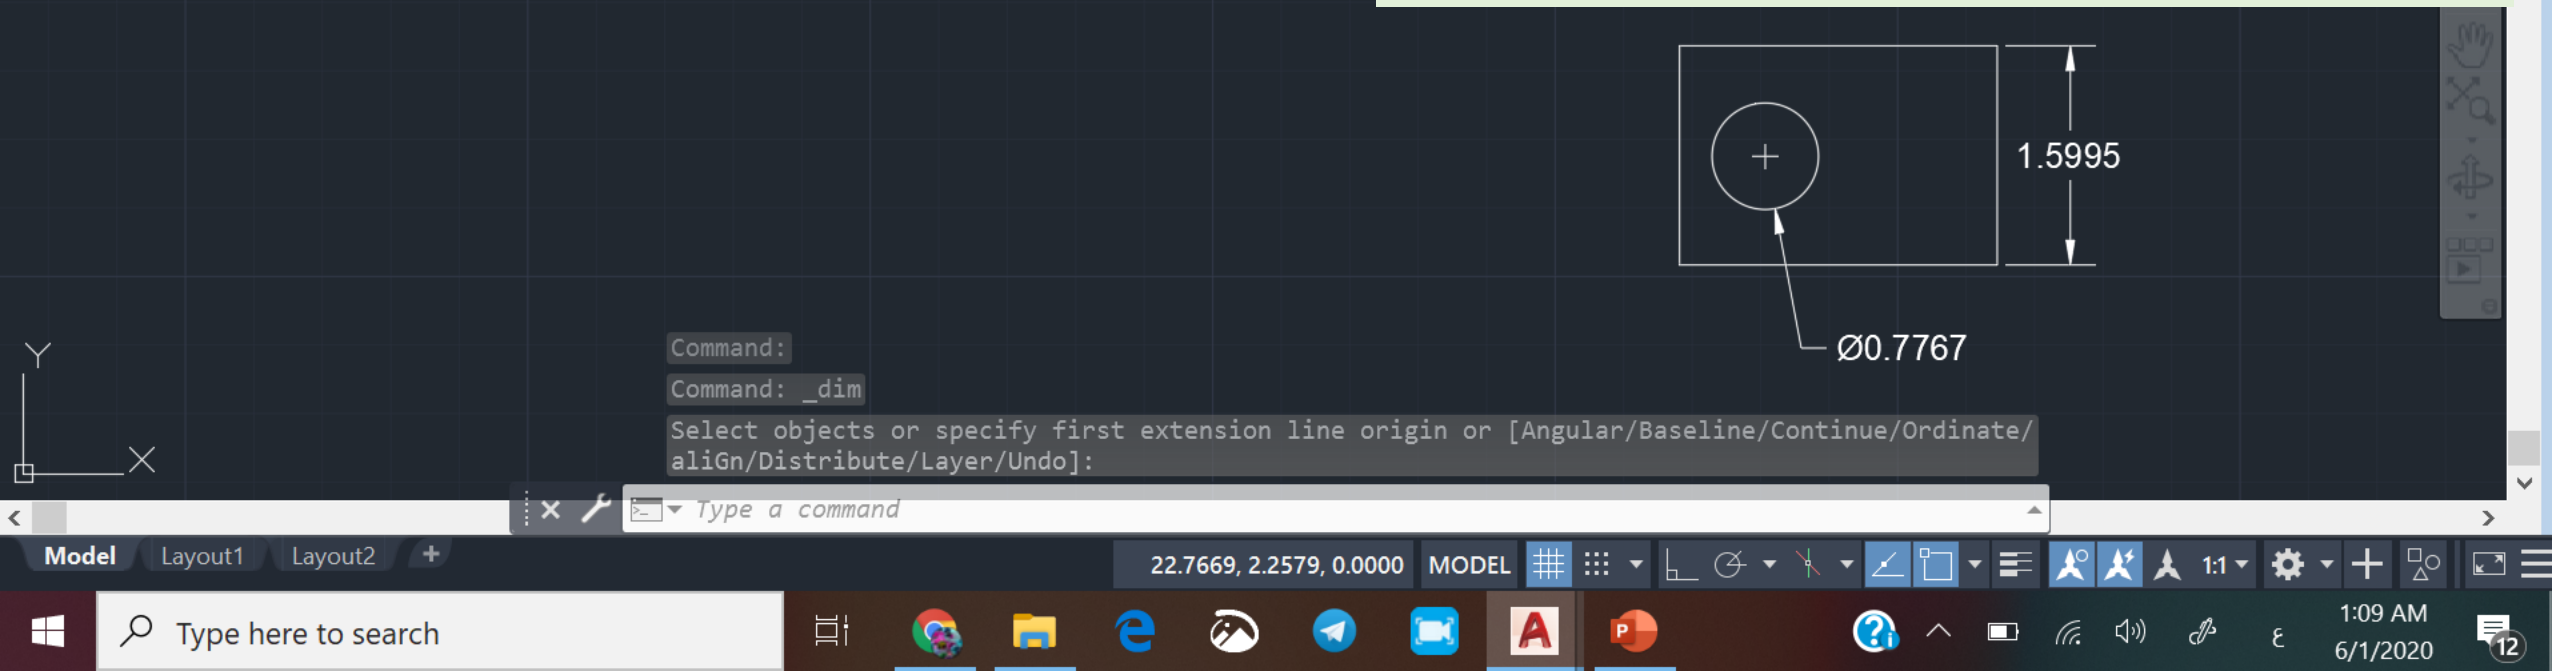 1.5995
Ø0.7767
Y
X
Command:
Command: _dim
Select objects or specify first extension line origin or [Angular/Baseline/Continue/Ordinate/
aliGn/Distribute/Layer/Undo]:
Type a command
Model Layout1 Layout2 +
22.7669, 2.2579, 0.0000 MODEL 1:1
Type here to search
A
P
ع
1:09 AM
6/1/2020
12